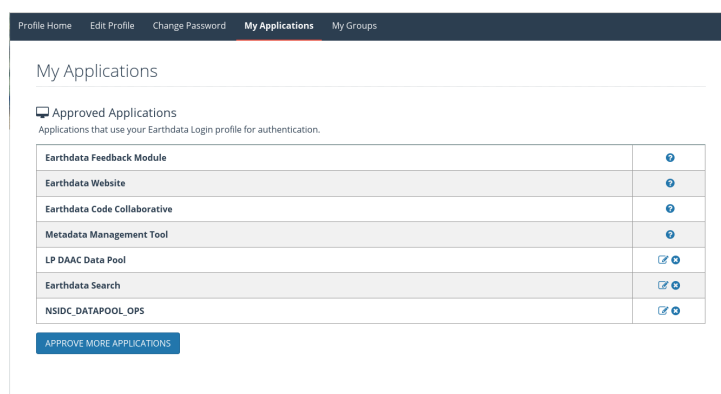 Profile Home Edit Profile Change Password My Applications My Groups
My Applications
Approved Applications
Applications that use your Earthdata Login profile for authentication.
Earthdata Feedback Module
Earthdata Website
Earthdata Code Collaborative
Metadata Management Tool
LP DAAC Data Pool
Earthdata Search
NSIDC_DATAPOOL_OPS
APPROVE MORE APPLICATIONS